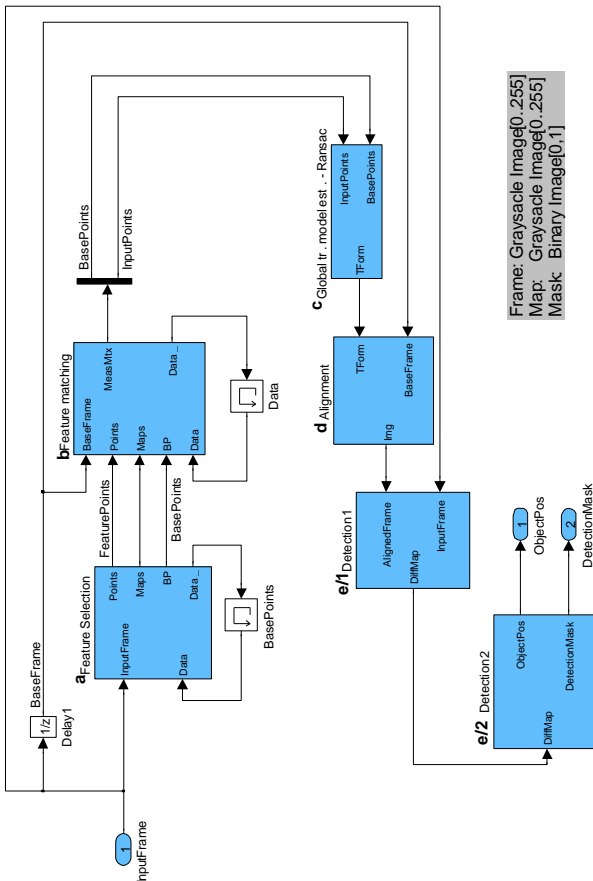 1
InputFrame
BaseFrame
1/z
Delay1
a Feature Selection
InputFrame
Data
Points
Maps
BP
Data_
BasePoints
FeaturePoints
BasePoints
b Feature matching
BaseFrame
Points
Maps
BP
Data
MeasMtx
Data_
Data
BasePoints
InputPoints
c Global tr. model est. - Ransac
InputPoints
BasePoints
TForm
d Alignment
TForm
BaseFrame
Img
e/1 Detection1
AlignedFrame
InputFrame
DiffMap
e/2 Detection2
DiffMap
ObjectPos
DetectionMask
1
ObjectPos
2
DetectionMask
Frame: Graysacle Image[0..255]
Map: Graysacle Image[0..255]
Mask: Binary Image[0,1]